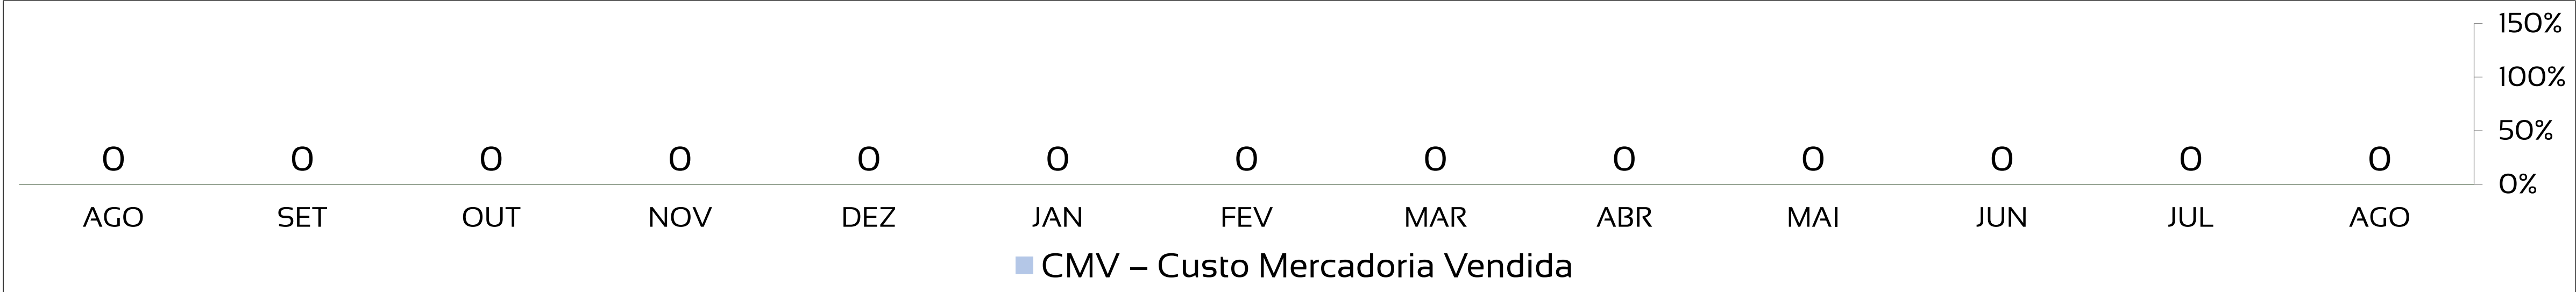 150%
100%
50%
0%
0 0 0 0 0 0 0 0 0 0 0 0 0
AGO SET OUT NOV DEZ JAN FEV MAR ABR MAI JUN JUL AGO
CMV – Custo Mercadoria Vendida